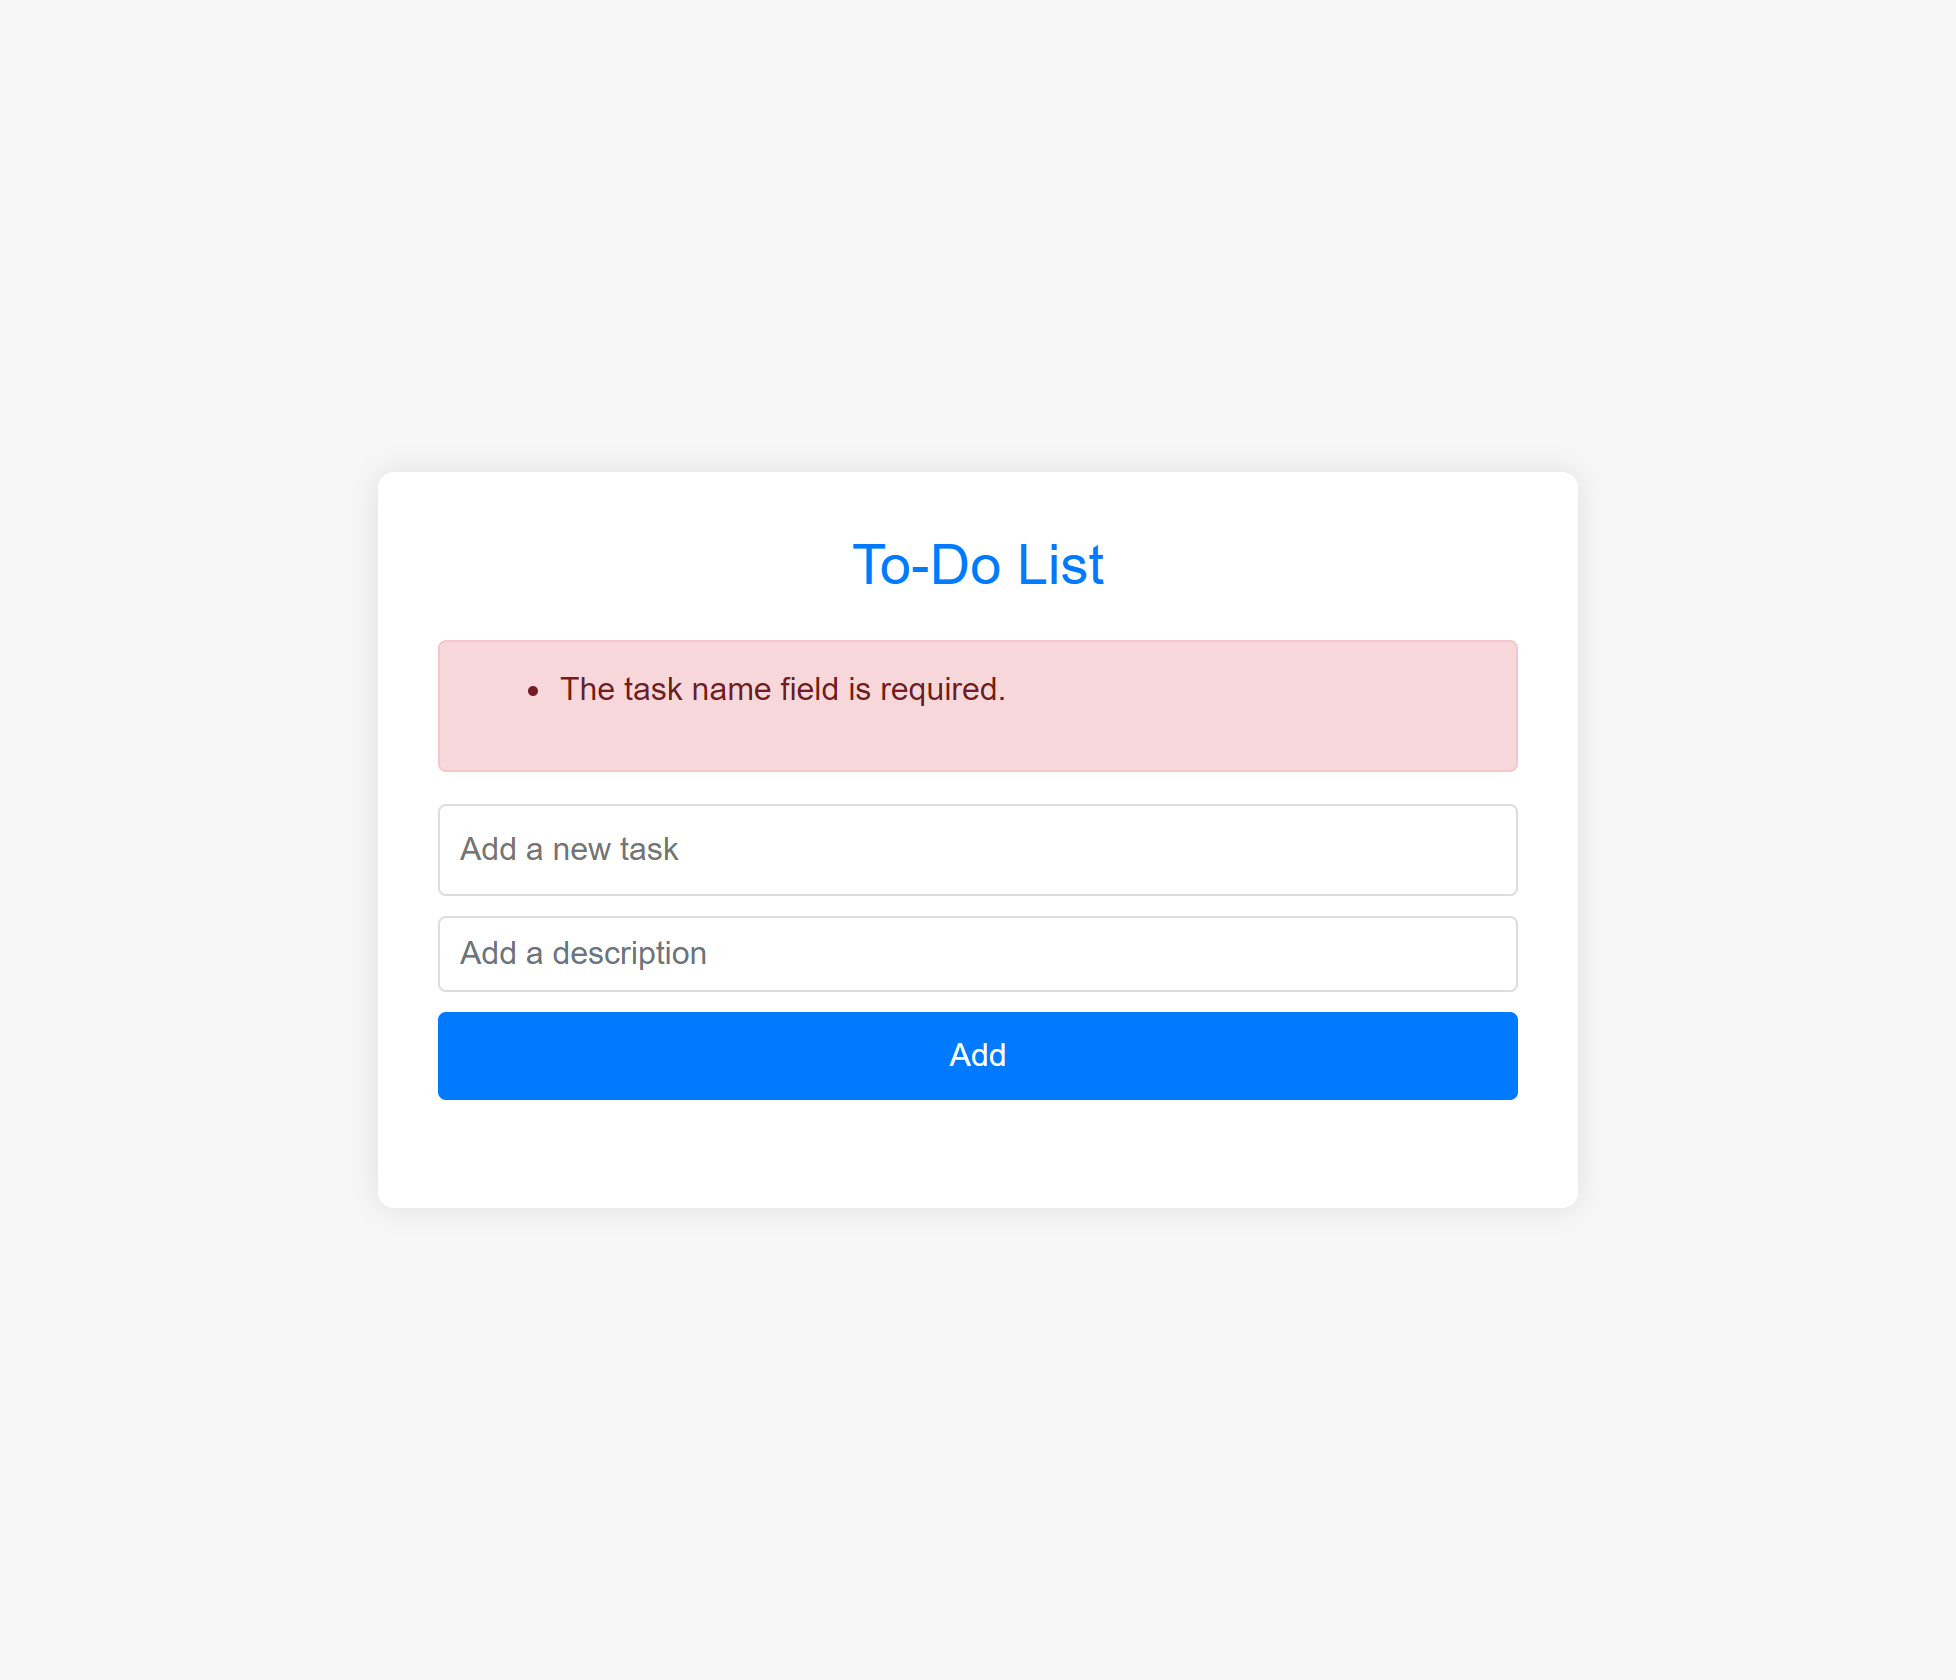 To-Do List
• The task name field is required.
Add a new task
Add a description
Add